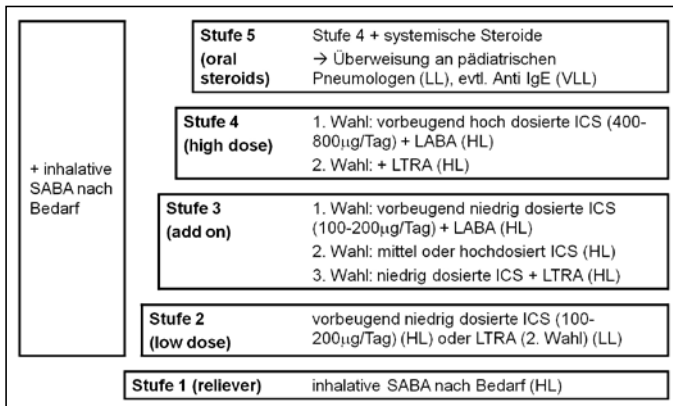 Stufe 5
(oral
steroids)
Stufe 4 + systemische Steroide
→ Überweisung an pädiatrischen
Pneumologen (LL), evtl. Anti IgE (VLL)
Stufe 4
(high dose)
1. Wahl: vorbeugend hoch dosierte ICS (400-
800µg/Tag) + LABA (HL)
2. Wahl: + LTRA (HL)
+ inhalative
SABA nach
Bedarf
Stufe 3
(add on)
1. Wahl: vorbeugend niedrig dosierte ICS
(100-200µg/Tag) + LABA (HL)
2. Wahl: mittel oder hochdosiert ICS (HL)
3. Wahl: niedrig dosierte ICS + LTRA (HL)
Stufe 2
(low dose)
vorbeugend niedrig dosierte ICS (100-
200µg/Tag) (HL) oder LTRA (2. Wahl) (LL)
Stufe 1 (reliever)
inhalative SABA nach Bedarf (HL)